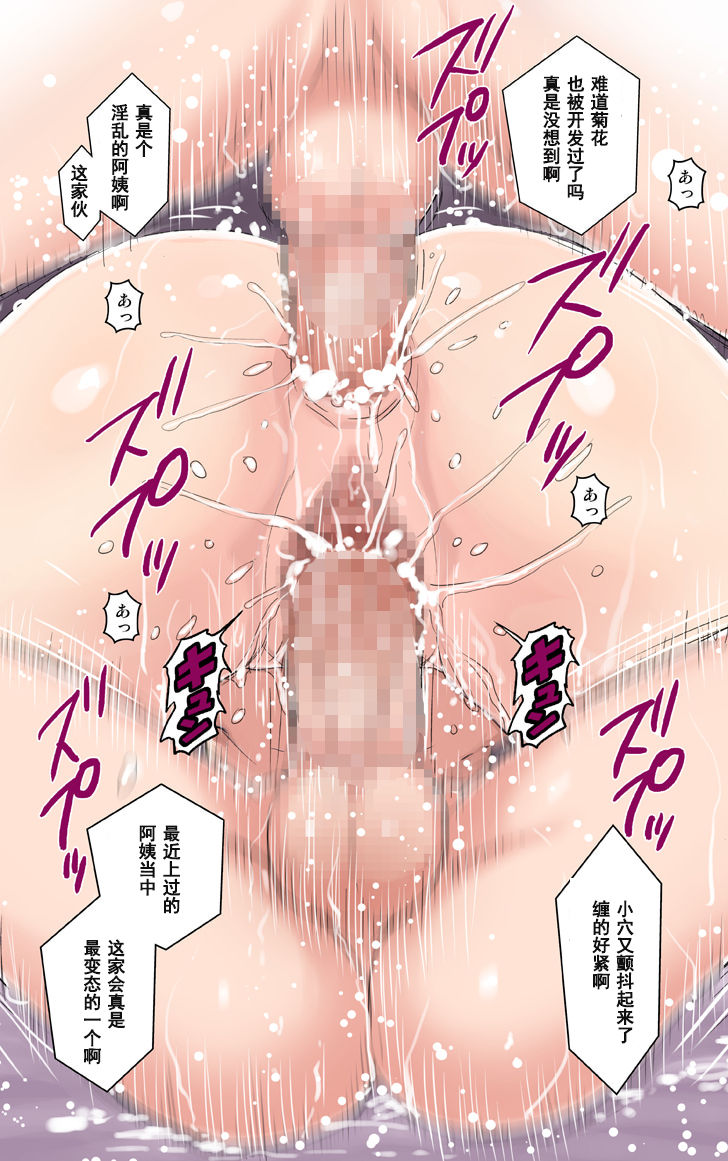 难道菊花
也被开发过了吗
真是没想到啊
ズプッ
あっ
真是个
淫乱的阿姨啊
这家伙
あっ
ズプッ
ズプッ
あっ
あっ
キュン
キュン
ズプッ
ズプッ
最近上过的
阿姨当中
这家会真是
最变态的一个啊
小穴又颤抖起来了
缠的好紧啊